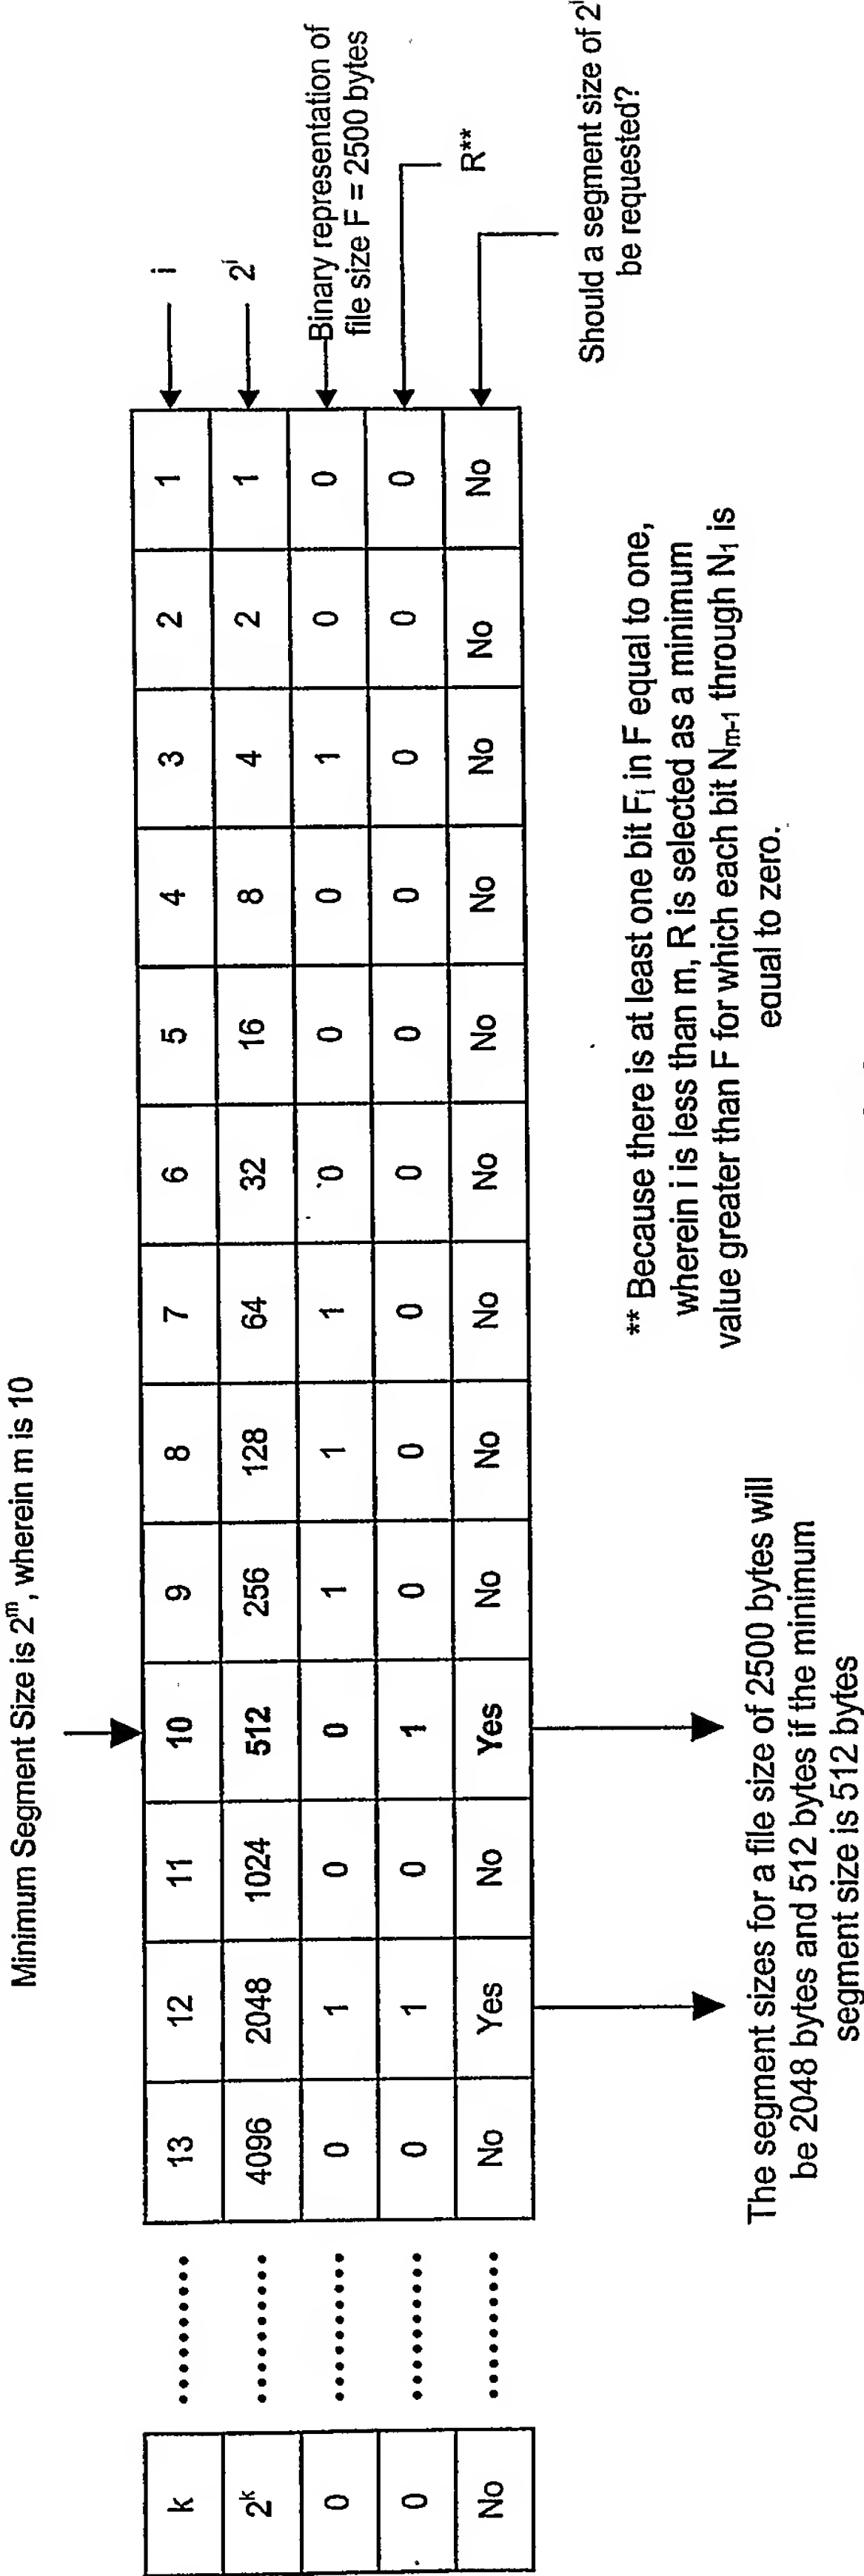 Minimum Segment Size is 2^m, wherein m is 10
k .......... 13 12 11 10 9 8 7 6 5 4 3 2 1 i
2^k .......... 4096 2048 1024 512 256 128 64 32 16 8 4 2 1 2^i
0 .......... 0 1 0 0 1 1 1 0 0 0 1 0 0
Binary representation of
file size F = 2500 bytes
0 .......... 0 1 0 1 0 0 0 0 0 0 0 0 0 R**
No .......... No Yes No Yes No No No No No No No No No
Should a segment size of 2^i
be requested?
The segment sizes for a file size of 2500 bytes will
be 2048 bytes and 512 bytes if the minimum
segment size is 512 bytes
** Because there is at least one bit F_i in F equal to one,
wherein i is less than m, R is selected as a minimum
value greater than F for which each bit N_m-1 through N_1 is
equal to zero.